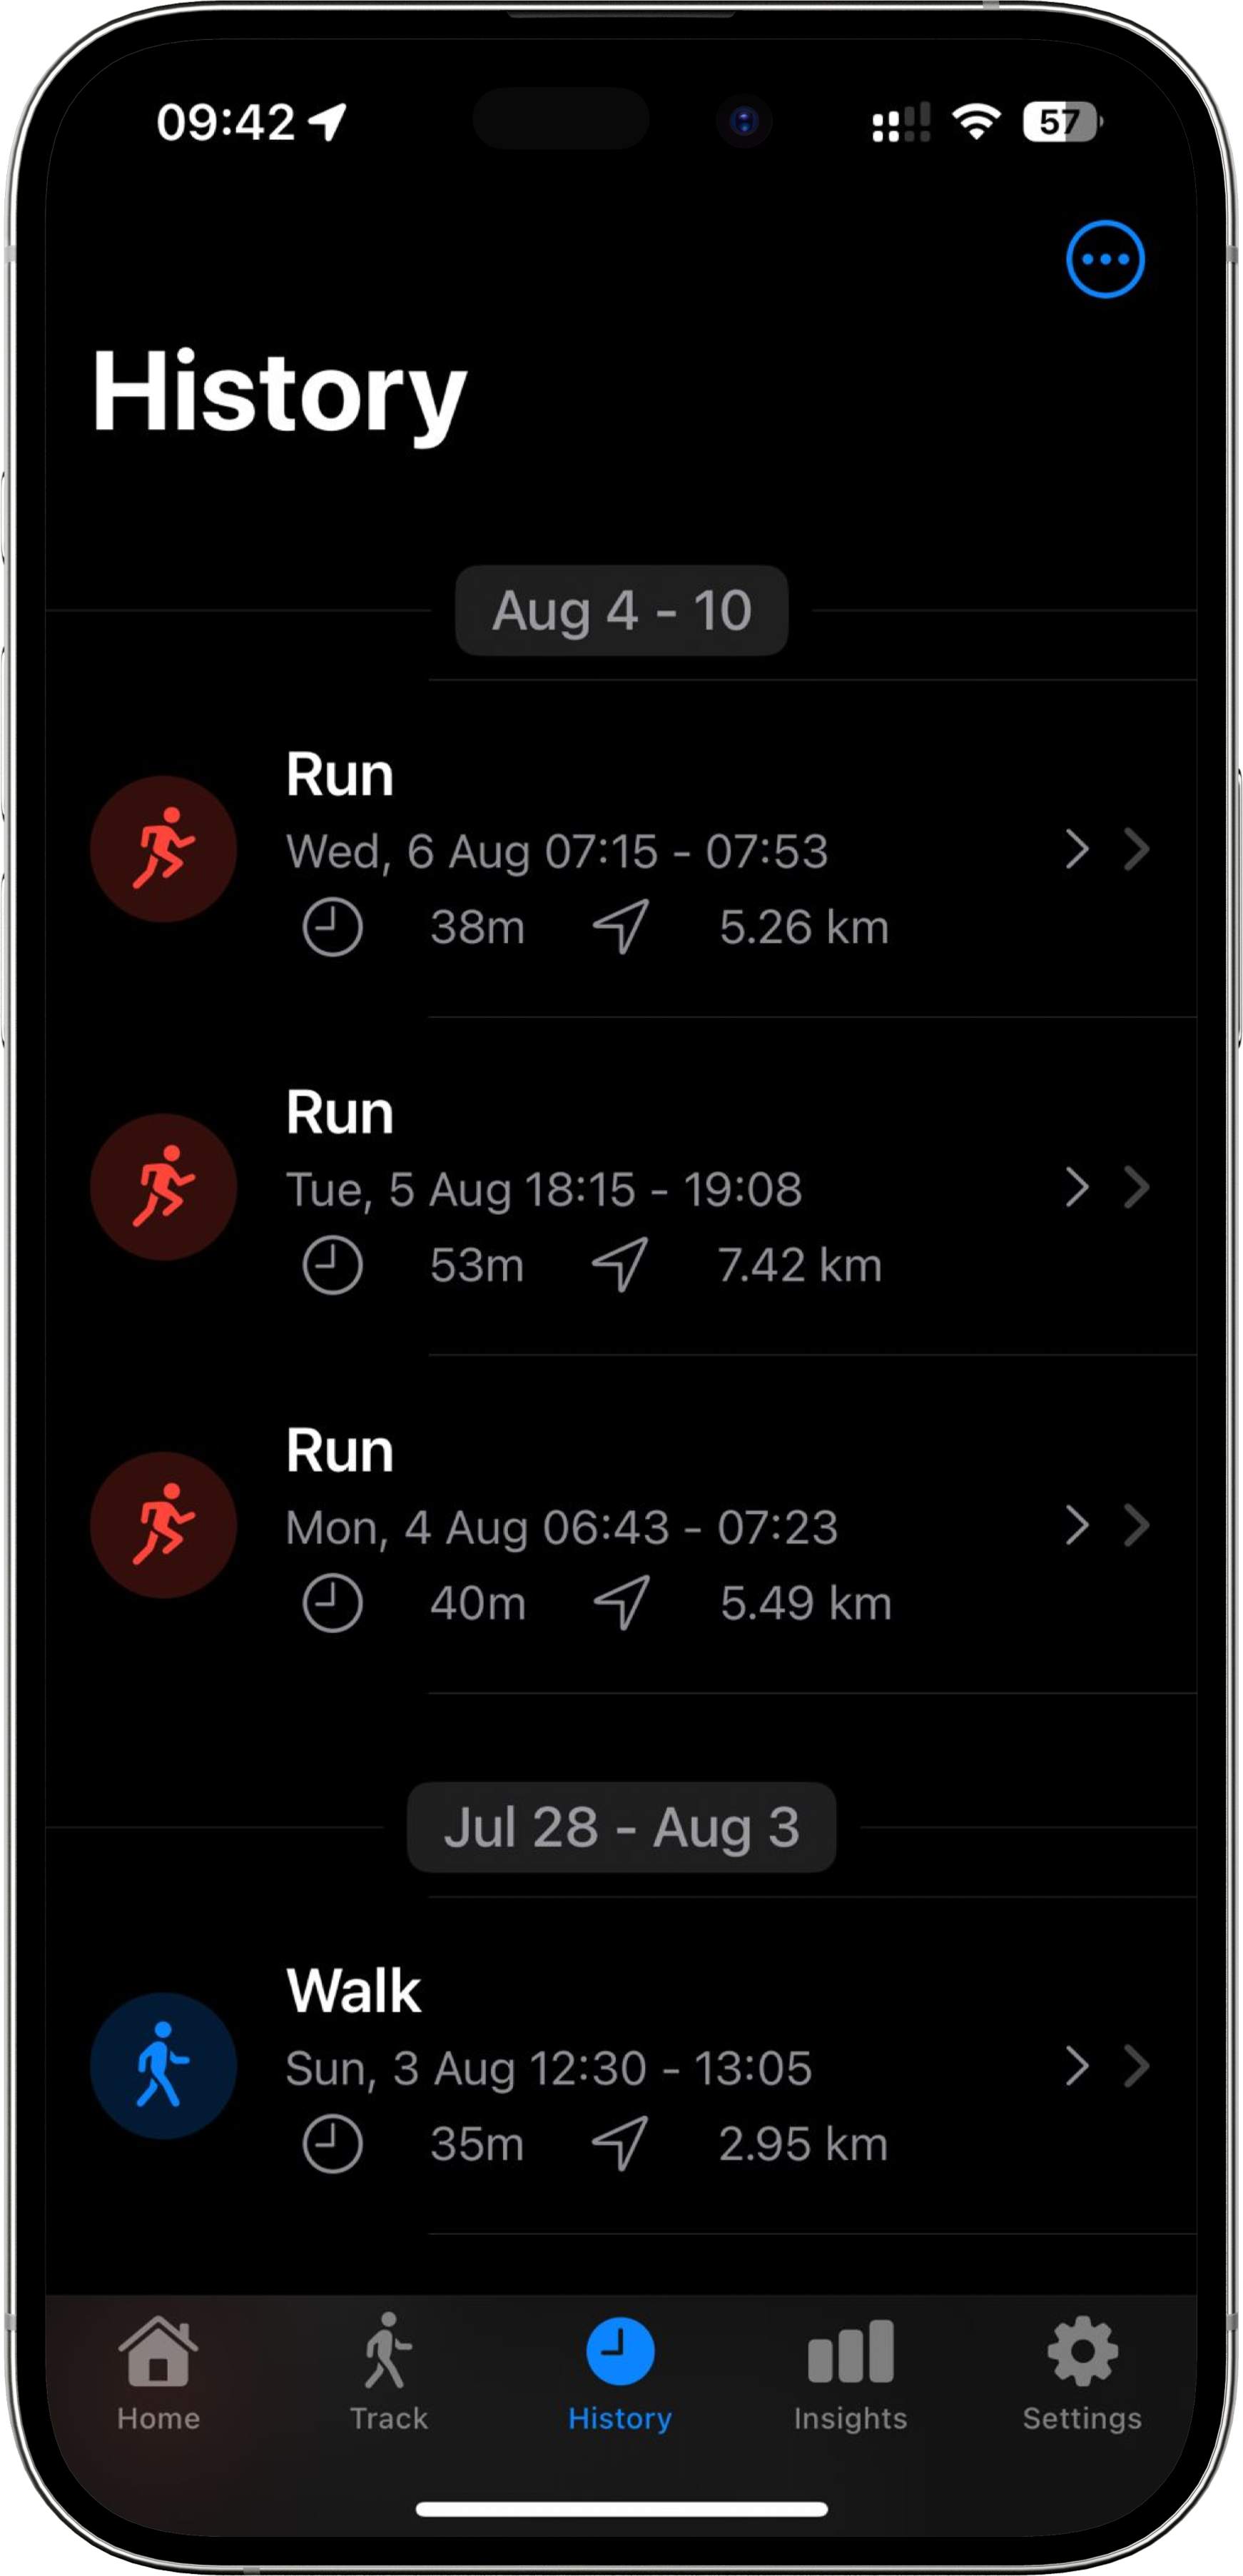 09:42
57
History
Aug 4 - 10
Run
Wed, 6 Aug 07:15 - 07:53
38m 5.26 km
Run
Tue, 5 Aug 18:15 - 19:08
53m 7.42 km
Run
Mon, 4 Aug 06:43 - 07:23
40m 5.49 km
Jul 28 - Aug 3
Walk
Sun, 3 Aug 12:30 - 13:05
35m 2.95 km
Home Track History Insights Settings